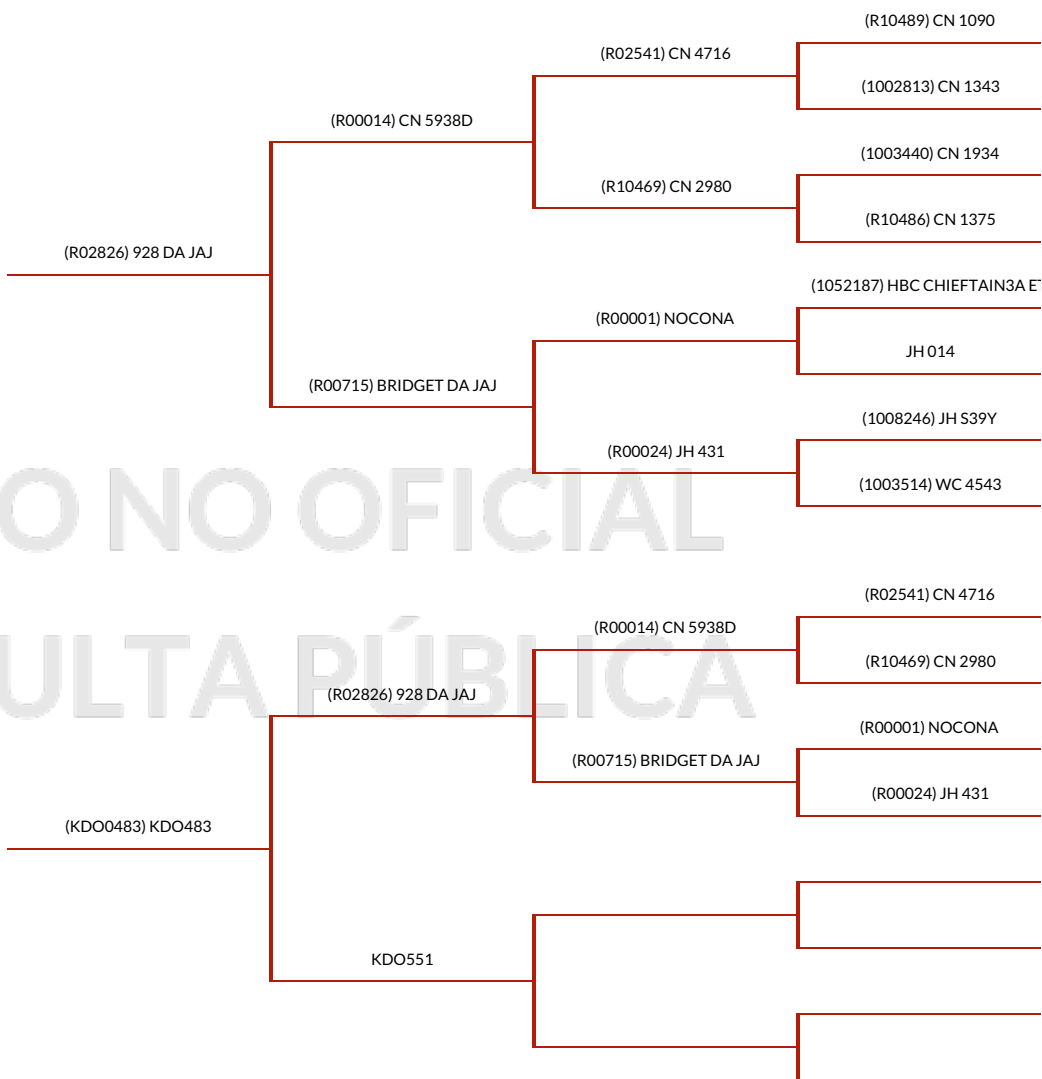 (R10489) CN 1090
(R02541) CN 4716
(1002813) CN 1343
(R00014) CN 5938D
(1003440) CN 1934
(R10469) CN 2980
(R10486) CN 1375
(R02826) 928 DA JAJ
(1052187) HBC CHIEFTAIN3A ET
(R00001) NOCONA
JH 014
(R00715) BRIDGET DA JAJ
(1008246) JH S39Y
(R00024) JH 431
(1003514) WC 4543
O NO OFICIAL
(R02541) CN 4716
(R00014) CN 5938D
(R10469) CN 2980
ULTA PÚBLICA
(R02826) 928 DA JAJ
(R00001) NOCONA
(R00715) BRIDGET DA JAJ
(R00024) JH 431
(KDO0483) KDO483
KDO551